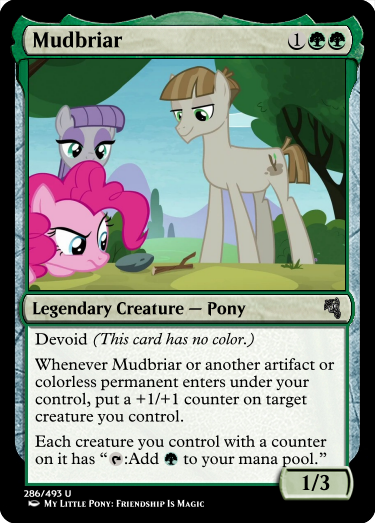 Mudbriar 1
Legendary Creature — Pony
Devoid (This card has no color.)
Whenever Mudbriar or another artifact or
colorless permanent enters under your
control, put a +1/+1 counter on target
creature you control.
Each creature you control with a counter
on it has “ :Add to your mana pool.”
1/3
286/493 U
My Little Pony: Friendship Is Magic